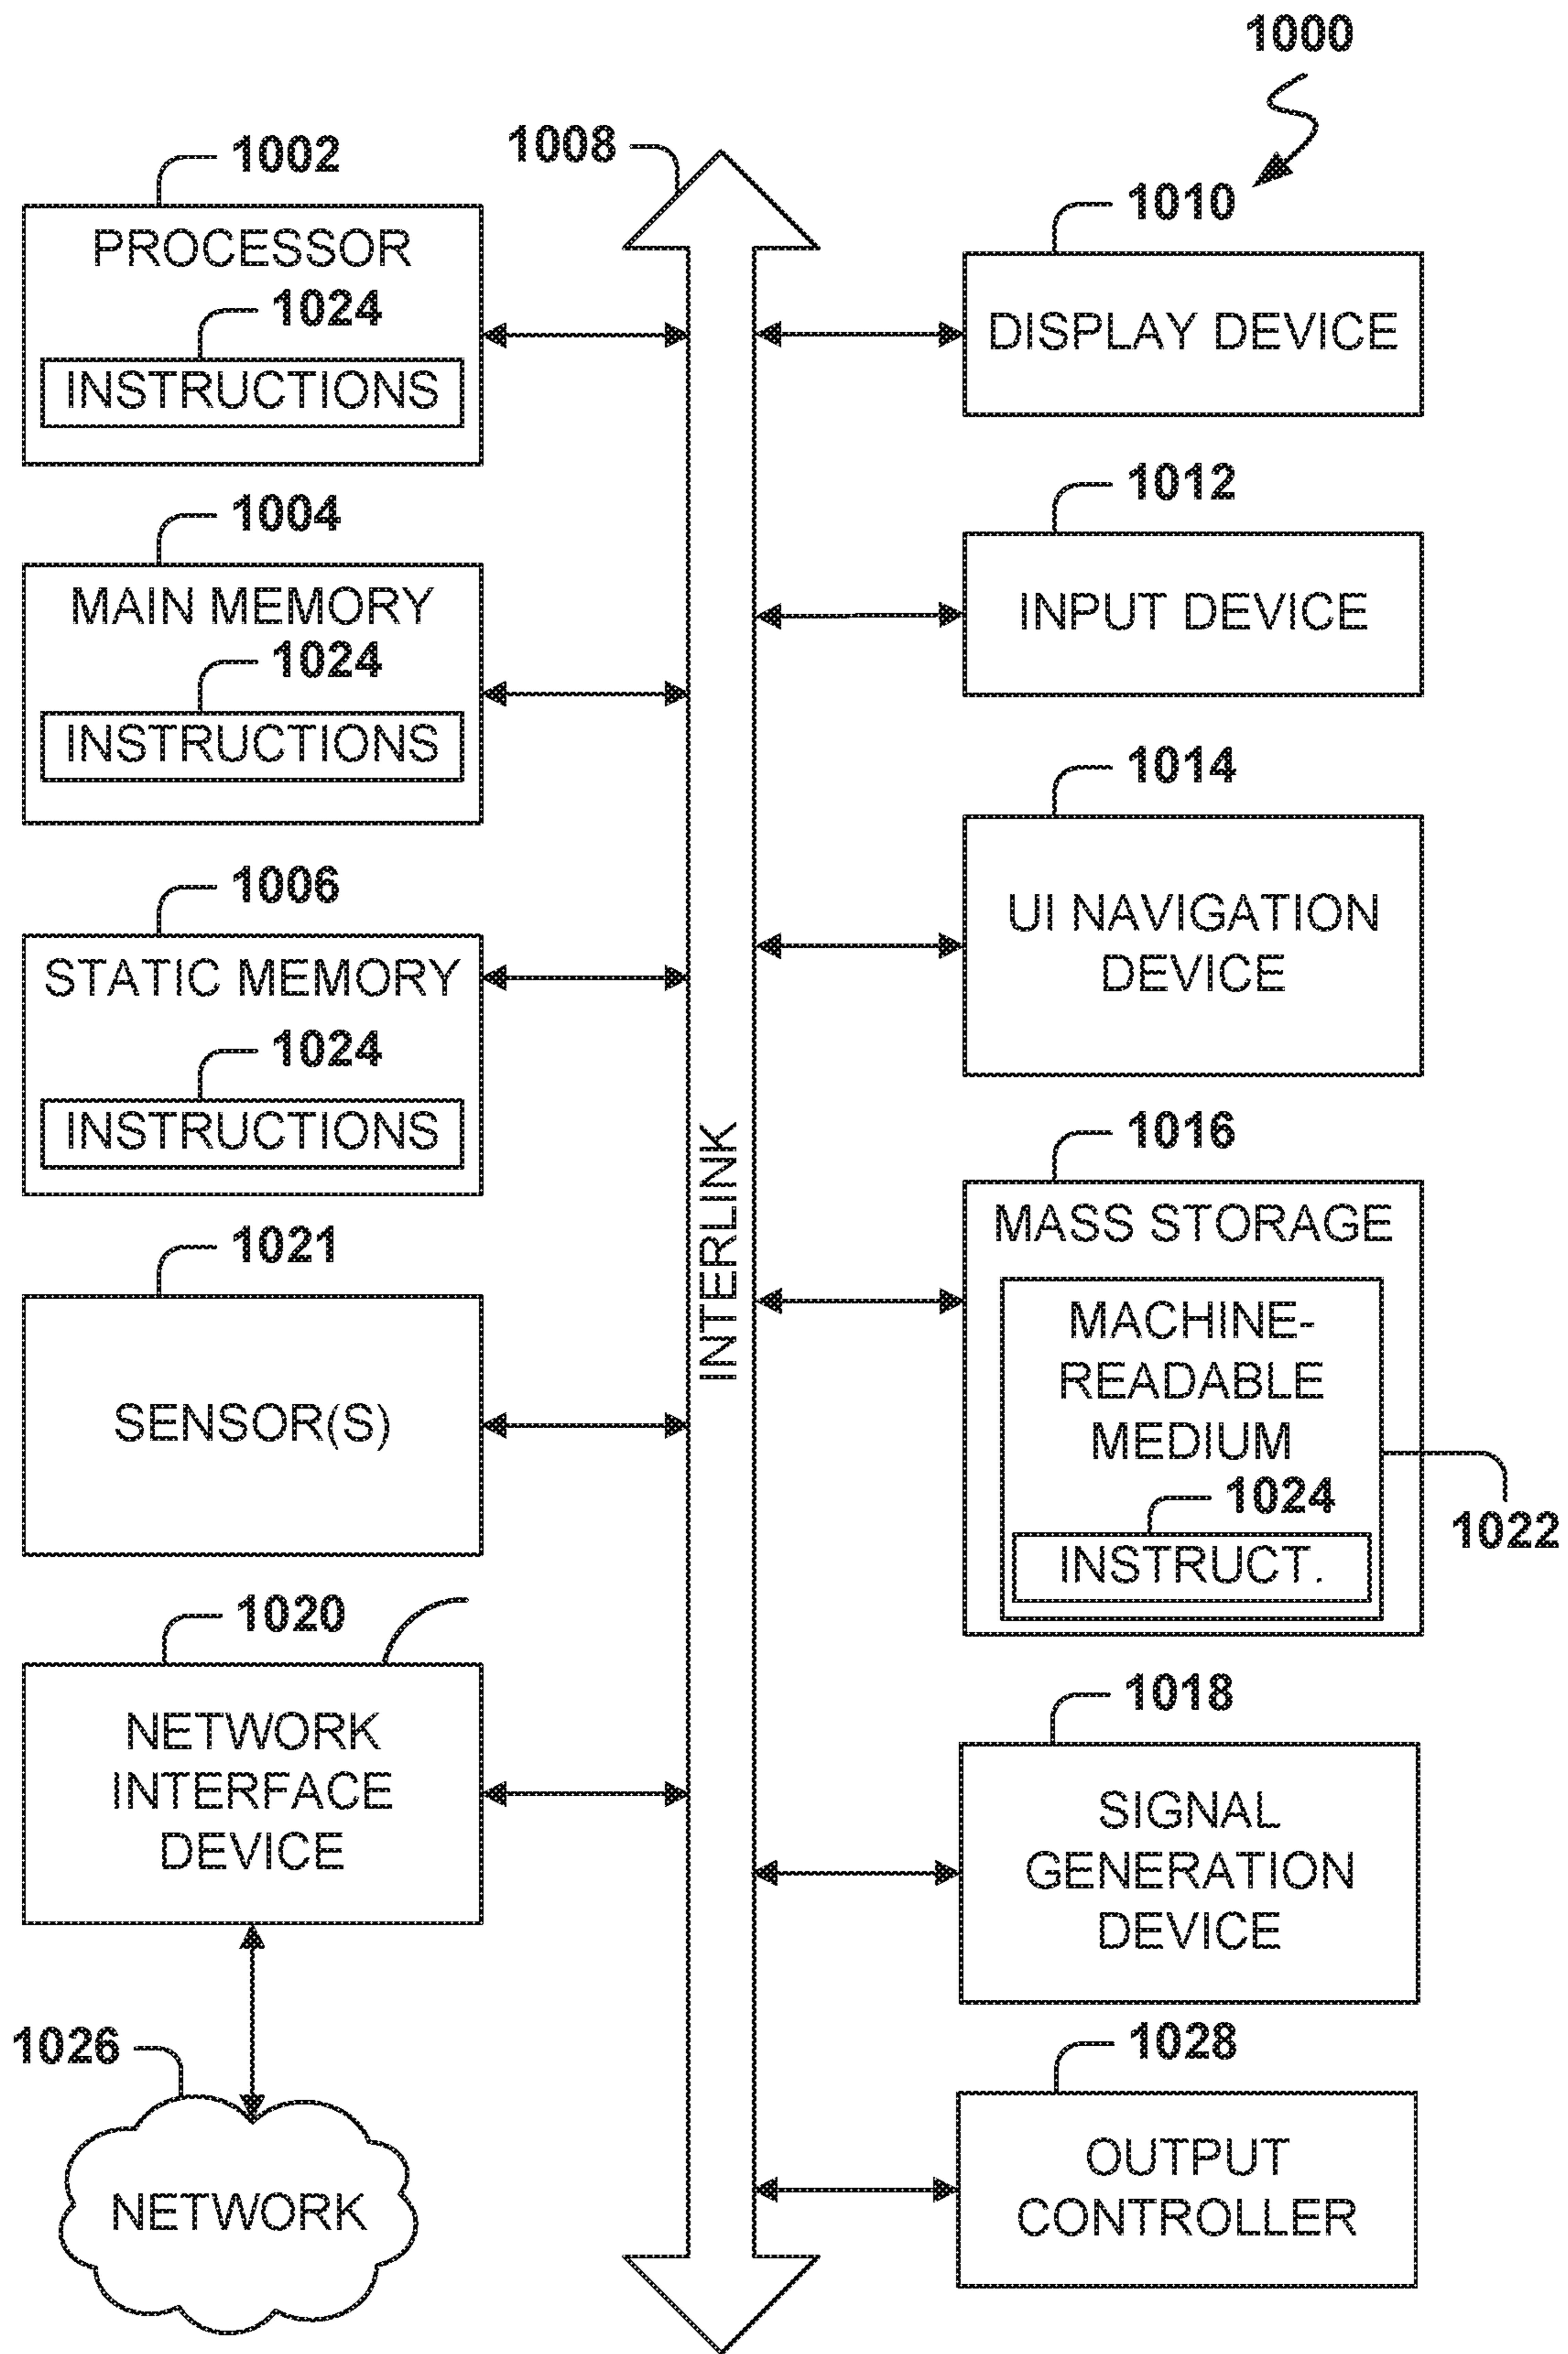 1000
1002
PROCESSOR
1024
INSTRUCTIONS
1004
MAIN MEMORY
1024
INSTRUCTIONS
1006
STATIC MEMORY
1024
INSTRUCTIONS
1021
SENSOR(S)
1020
NETWORK
INTERFACE
DEVICE
1026
NETWORK
1008
INTERLINK
1010
DISPLAY DEVICE
1012
INPUT DEVICE
1014
UI NAVIGATION
DEVICE
1016
MASS STORAGE
MACHINE-
READABLE
MEDIUM
1024
INSTRUCT.
1022
1018
SIGNAL
GENERATION
DEVICE
1028
OUTPUT
CONTROLLER